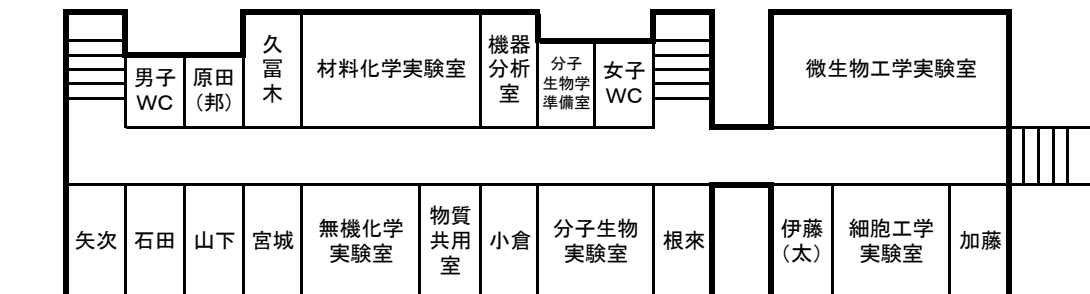 男子
WC
原田
（邦）
久
冨
木
材料化学実験室
機器
分析
室
分子
生物学
準備室
女子
WC
微生物工学実験室
矢次
石田
山下
宮城
無機化学
実験室
物質
共用
室
小倉
分子生物
実験室
根來
伊藤
（太）
細胞工学
実験室
加藤